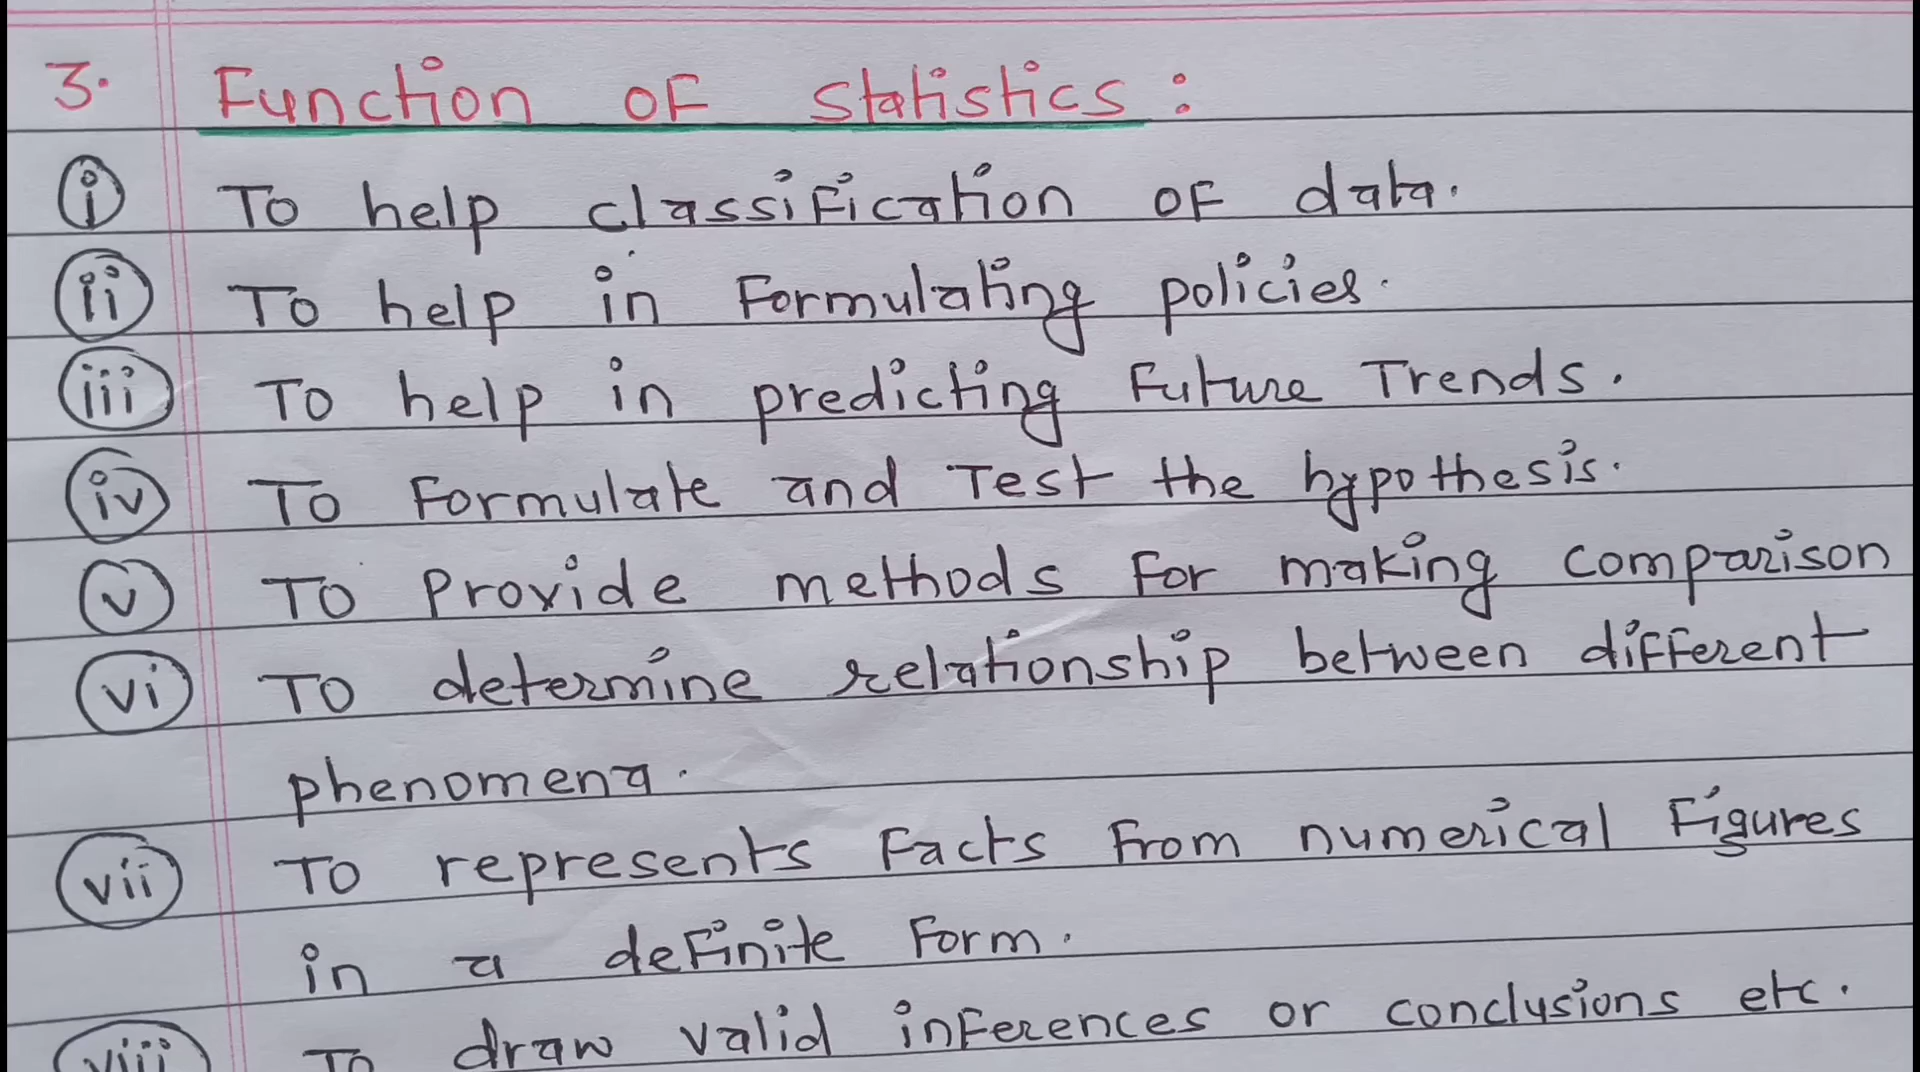 3. Function of statistics :
i To help classification of data.
ii To help in Formulating policies.
iii To help in predicting Future Trends.
iv To Formulate and Test the hypothesis.
v To Provide methods for making comparison
vi To determine relationship between different
phenomena.
vii To represents Facts From numerical Figures
in a definite Form.
viii To draw valid inferences or conclusions etc.